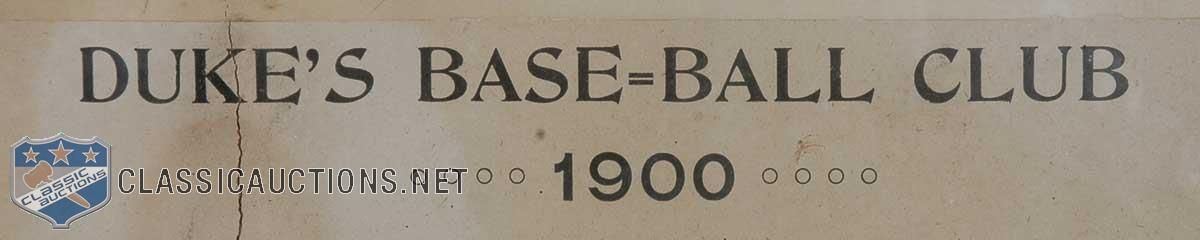 DUKE'S BASE=BALL CLUB
○○○○ 1900 ○○○○
CLASSIC AUCTIONS
CLASSICAUCTIONS.NET